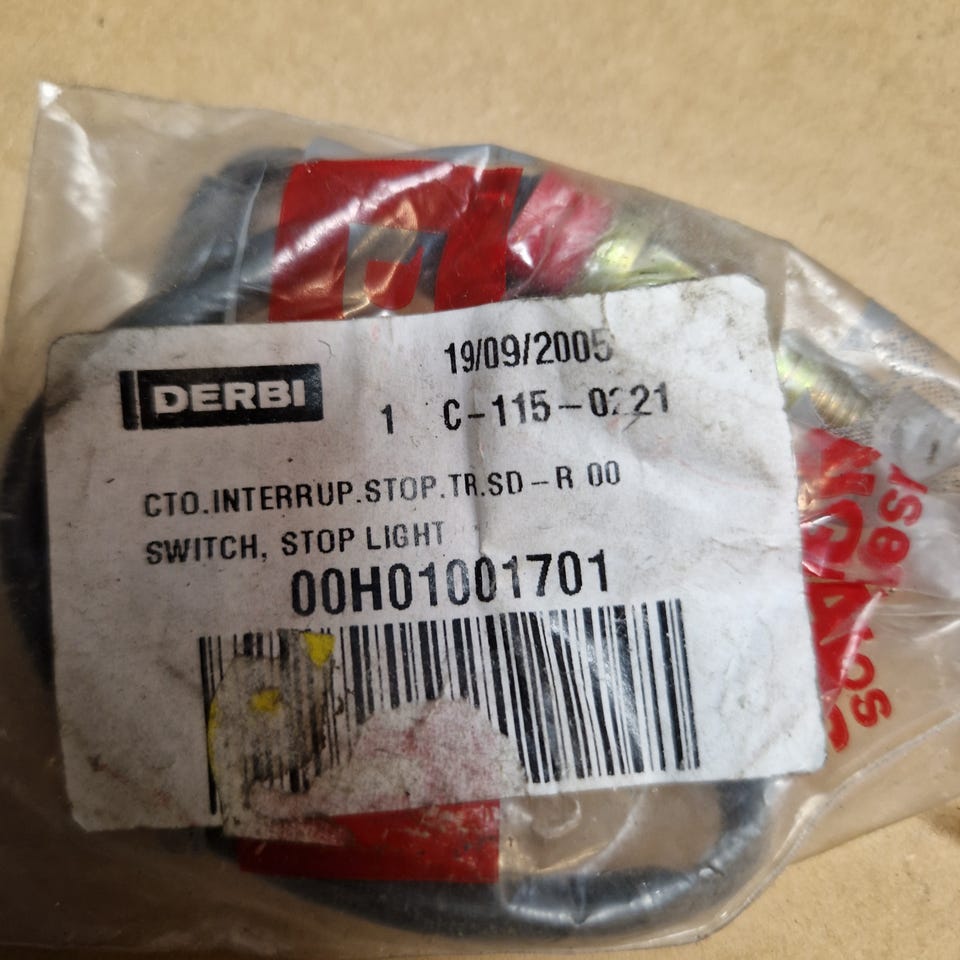 19/09/2005
DERBI
1 C-115-0221
CTO.INTERRUP.STOP.TR.SD-R 00
SWITCH, STOP LIGHT
00H01001701